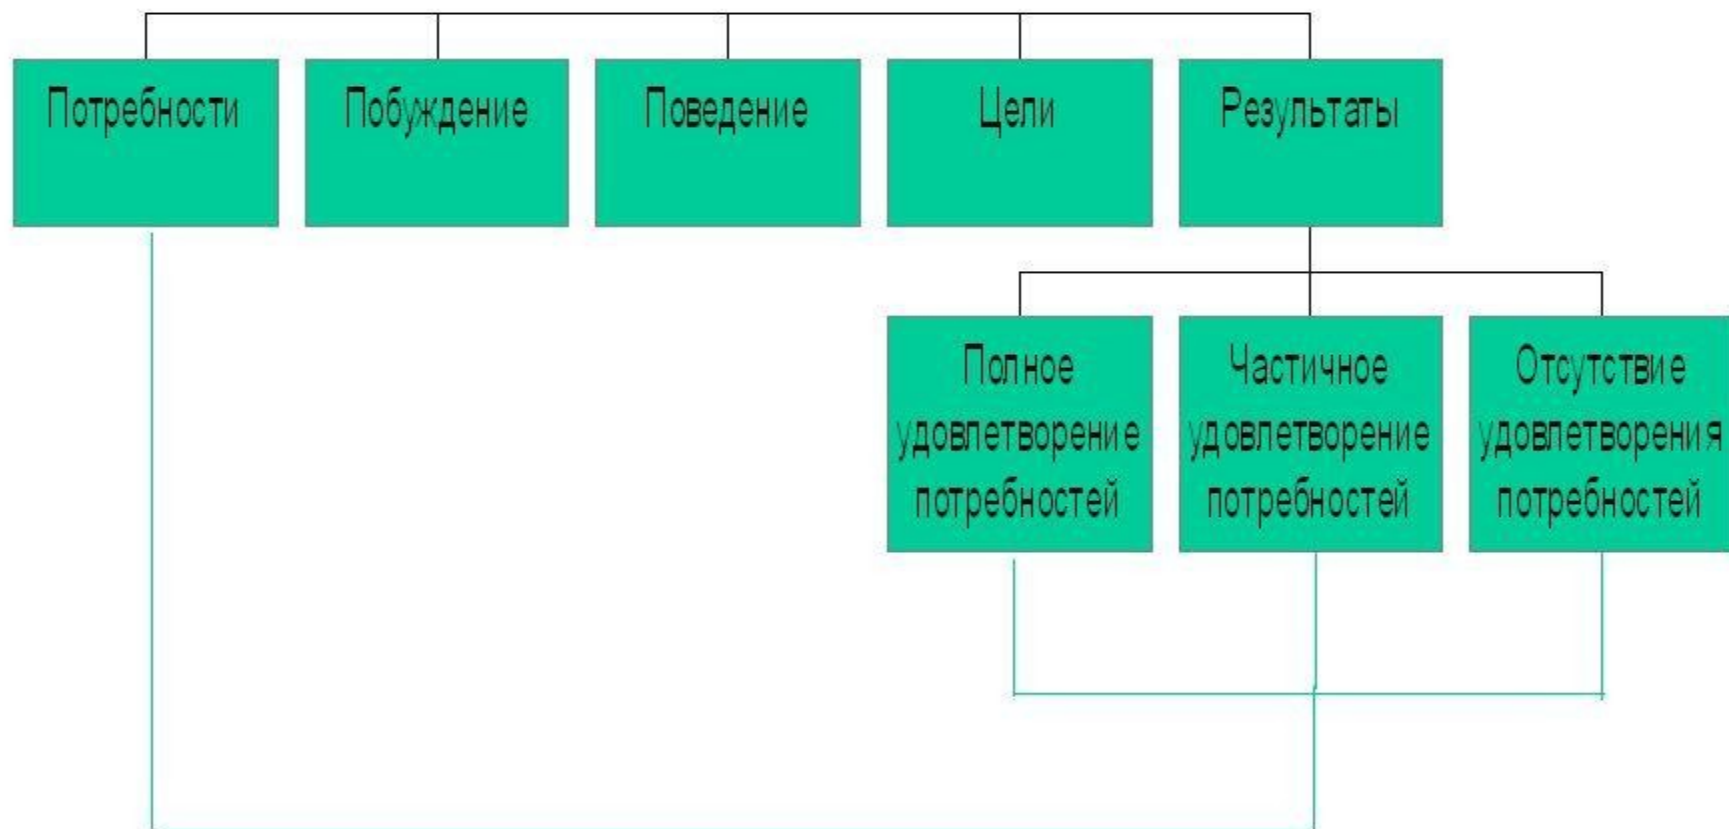 Потребности
Побуждение
Поведение
Цели
Результаты
Полное
удовлетворение
потребностей
Частичное
удовлетворение
потребностей
Отсутствие
удовлетворения
потребностей